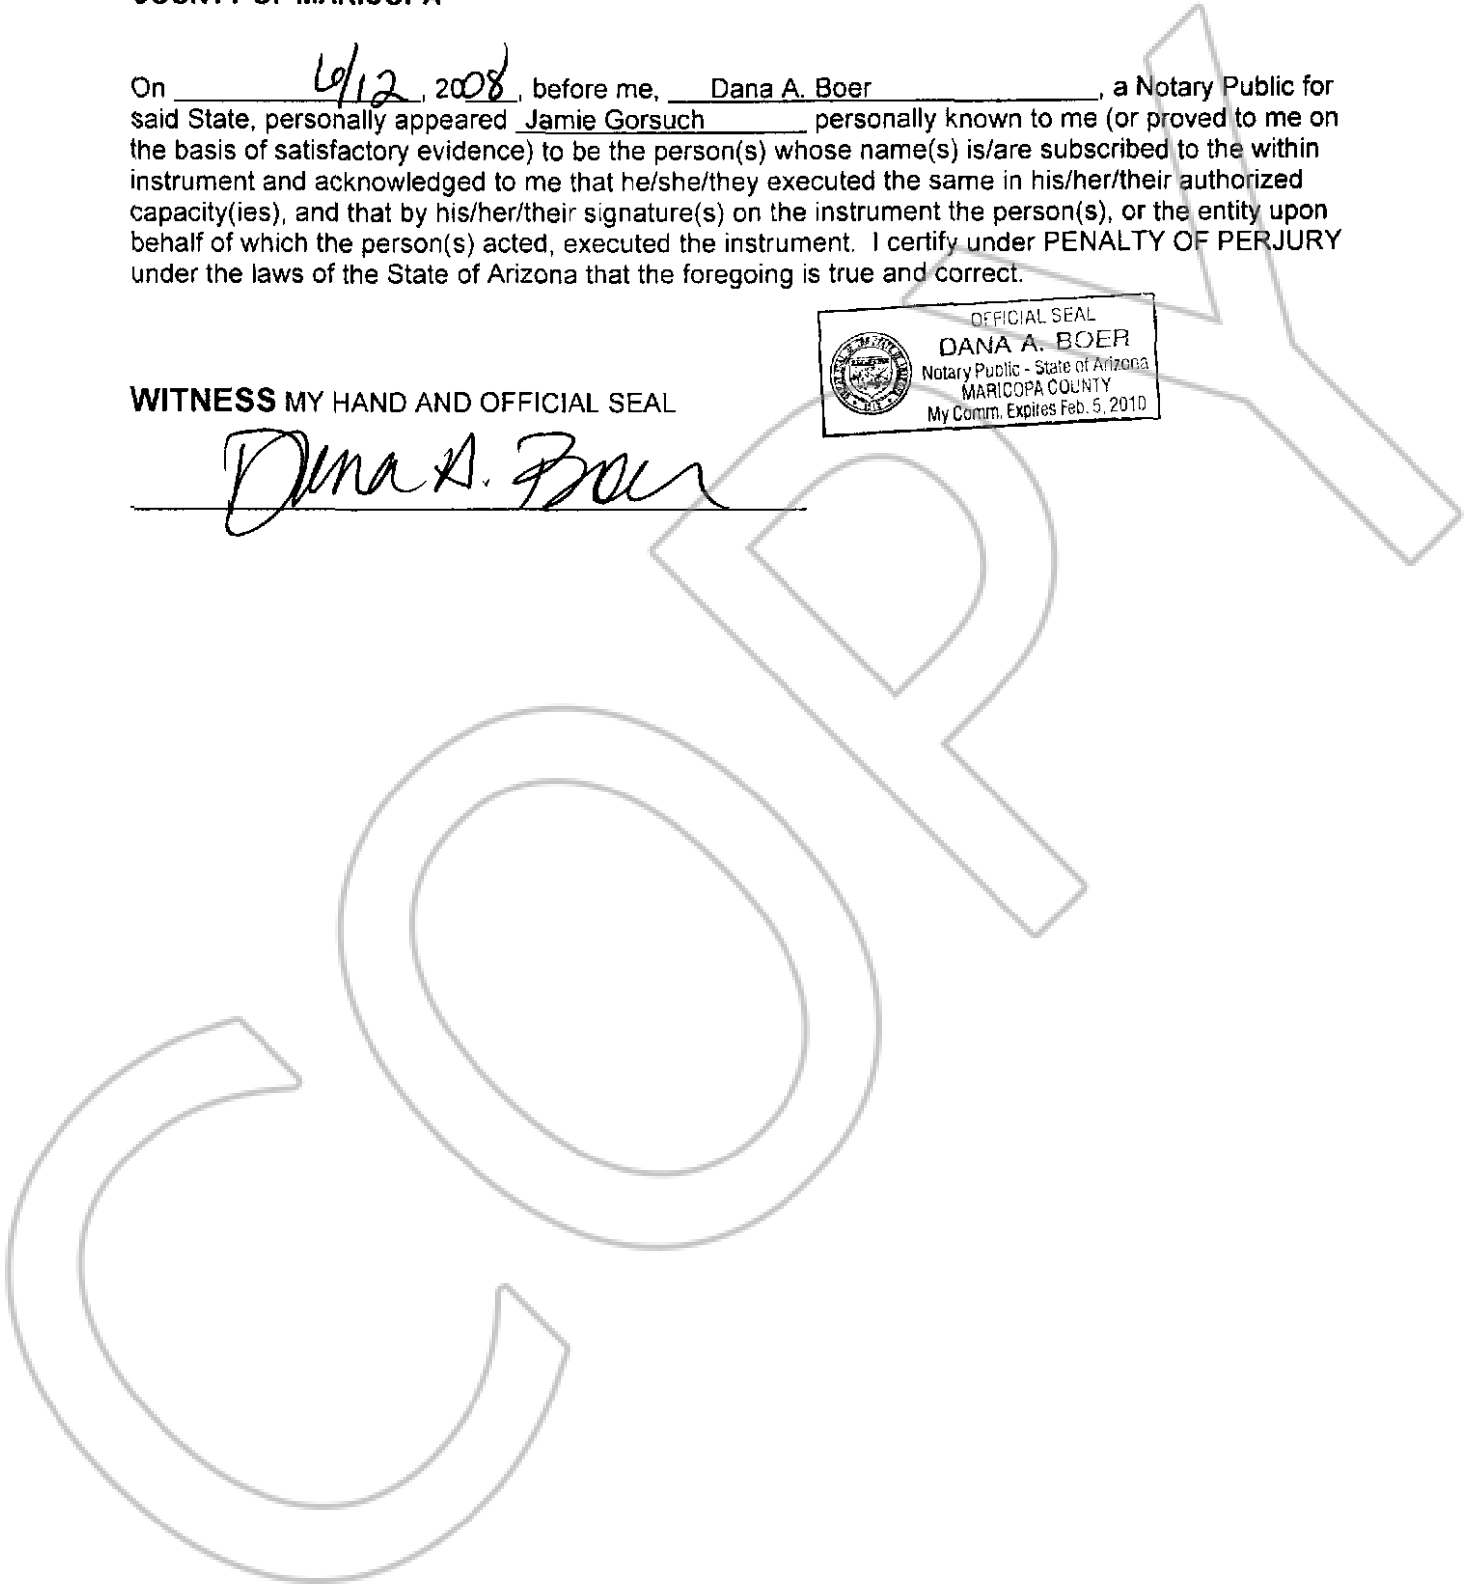 COUNTY OF MARICOPA
On 6/12, 2008, before me, Dana A. Boer, a Notary Public for
said State, personally appeared Jamie Gorsuch personally known to me (or proved to me on
the basis of satisfactory evidence) to be the person(s) whose name(s) is/are subscribed to the within
instrument and acknowledged to me that he/she/they executed the same in his/her/their authorized
capacity(ies), and that by his/her/their signature(s) on the instrument the person(s), or the entity upon
behalf of which the person(s) acted, executed the instrument. I certify under PENALTY OF PERJURY
under the laws of the State of Arizona that the foregoing is true and correct.
OFFICIAL SEAL
DANA A. BOER
Notary Public - State of Arizona
MARICOPA COUNTY
My Comm. Expires Feb. 5, 2010
WITNESS MY HAND AND OFFICIAL SEAL
Dana A. Boer
COPY